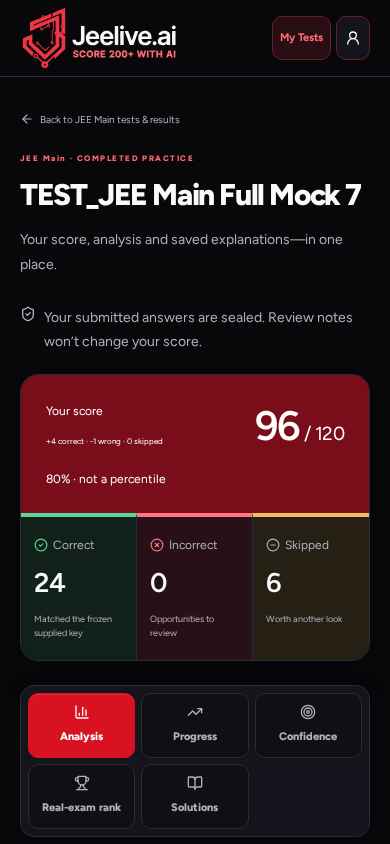 Jeelive.ai
SCORE 200+ WITH AI
My Tests
Back to JEE Main tests & results
JEE Main · COMPLETED PRACTICE
TEST_JEE Main Full Mock 7
Your score, analysis and saved explanations—in one
place.
Your submitted answers are sealed. Review notes
won't change your score.
Your score
96 / 120
+4 correct · -1 wrong · 0 skipped
80% · not a percentile
Correct
24
Matched the frozen
supplied key
Incorrect
0
Opportunities to
review
Skipped
6
Worth another look
Analysis
Progress
Confidence
Real-exam rank
Solutions